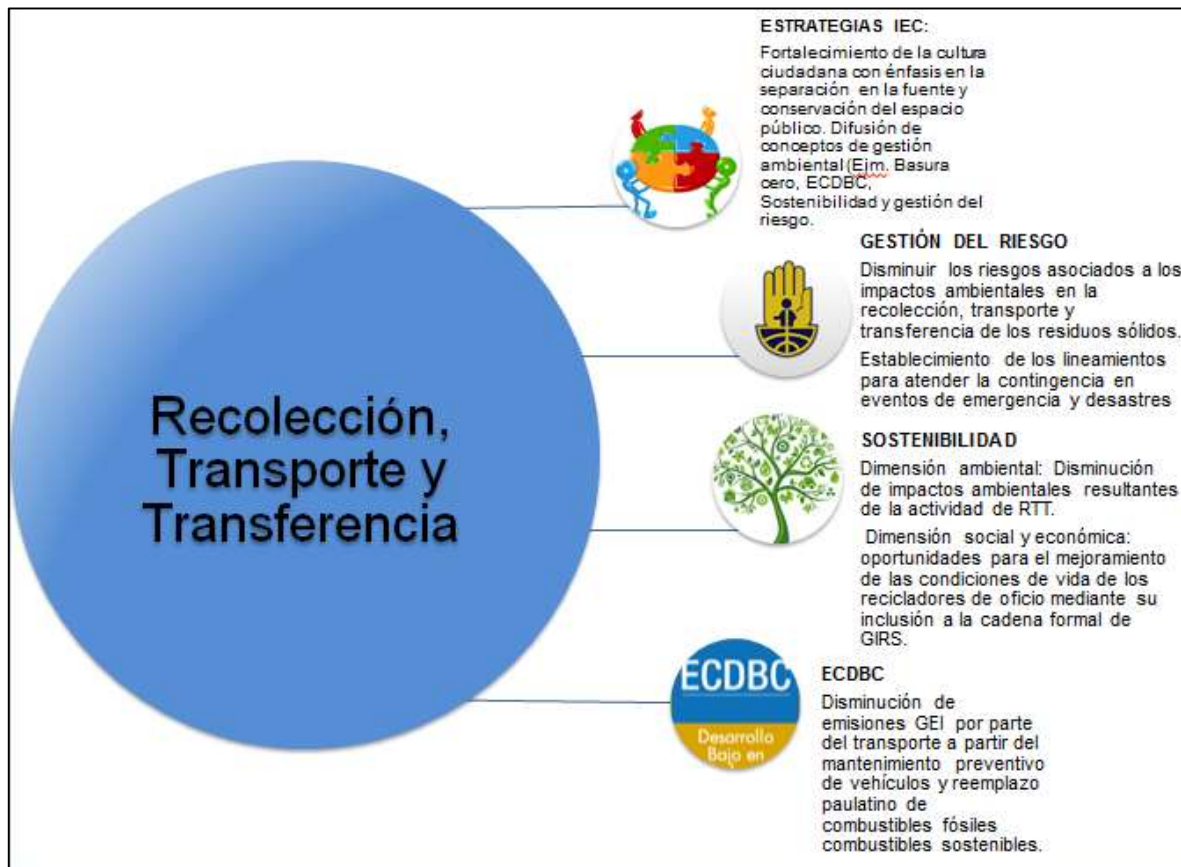 Recolección,
Transporte y
Transferencia
ESTRATEGIAS IEC:
Fortalecimiento de la cultura
ciudadana con énfasis en la
separación en la fuente y
conservación del espacio
público. Difusión de
conceptos de gestión
ambiental (Ejm. Basura
cero, ECDBC,
Sostenibilidad y gestión del
riesgo.
GESTIÓN DEL RIESGO
Disminuir los riesgos asociados a los
impactos ambientales en la
recolección, transporte y
transferencia de los residuos sólidos.
Establecimiento de los lineamientos
para atender la contingencia en
eventos de emergencia y desastres
SOSTENIBILIDAD
Dimensión ambiental: Disminución
de impactos ambientales resultantes
de la actividad de RTT.
Dimensión social y económica:
oportunidades para el mejoramiento
de las condiciones de vida de los
recicladores de oficio mediante su
inclusión a la cadena formal de
GIRS.
ECDBC
Desarrollo
Bajo en
ECDBC
Disminución de
emisiones GEI por parte
del transporte a partir del
mantenimiento preventivo
de vehículos y reemplazo
paulatino de
combustibles fósiles
combustibles sostenibles.